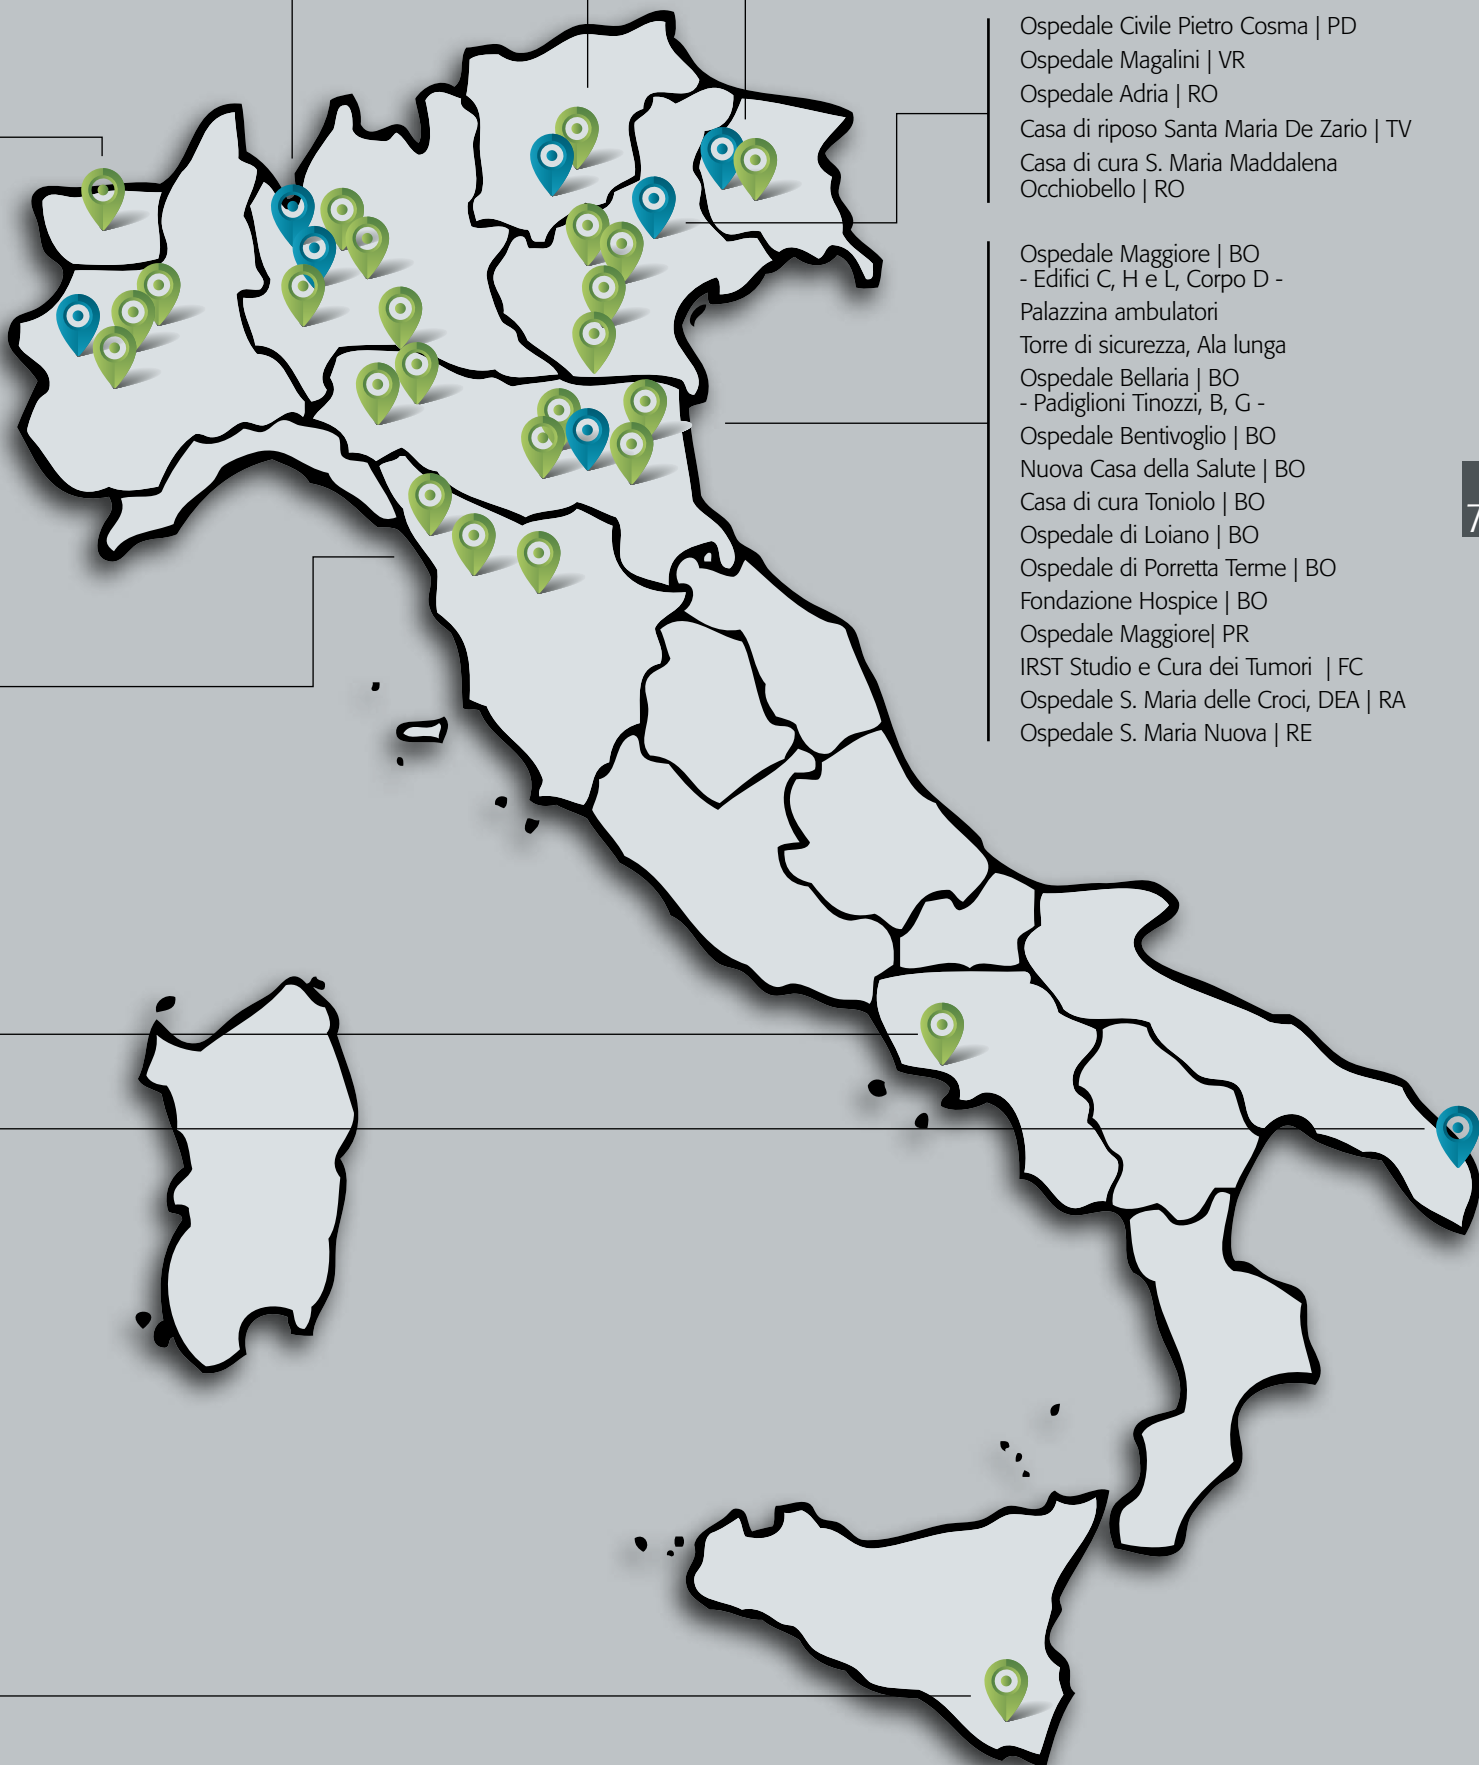 Ospedale Civile Pietro Cosma | PD
Ospedale Magalini | VR
Ospedale Adria | RO
Casa di riposo Santa Maria De Zario | TV
Casa di cura S. Maria Maddalena
Occhiobello | RO
Ospedale Maggiore | BO
- Edifici C, H e L, Corpo D -
Palazzina ambulatori
Torre di sicurezza, Ala lunga
Ospedale Bellaria | BO
- Padiglioni Tinozzi, B, G -
Ospedale Bentivoglio | BO
Nuova Casa della Salute | BO
Casa di cura Toniolo | BO
Ospedale di Loiano | BO
Ospedale di Porretta Terme | BO
Fondazione Hospice | BO
Ospedale Maggiore| PR
IRST Studio e Cura dei Tumori  | FC
Ospedale S. Maria delle Croci, DEA | RA
Ospedale S. Maria Nuova | RE
7